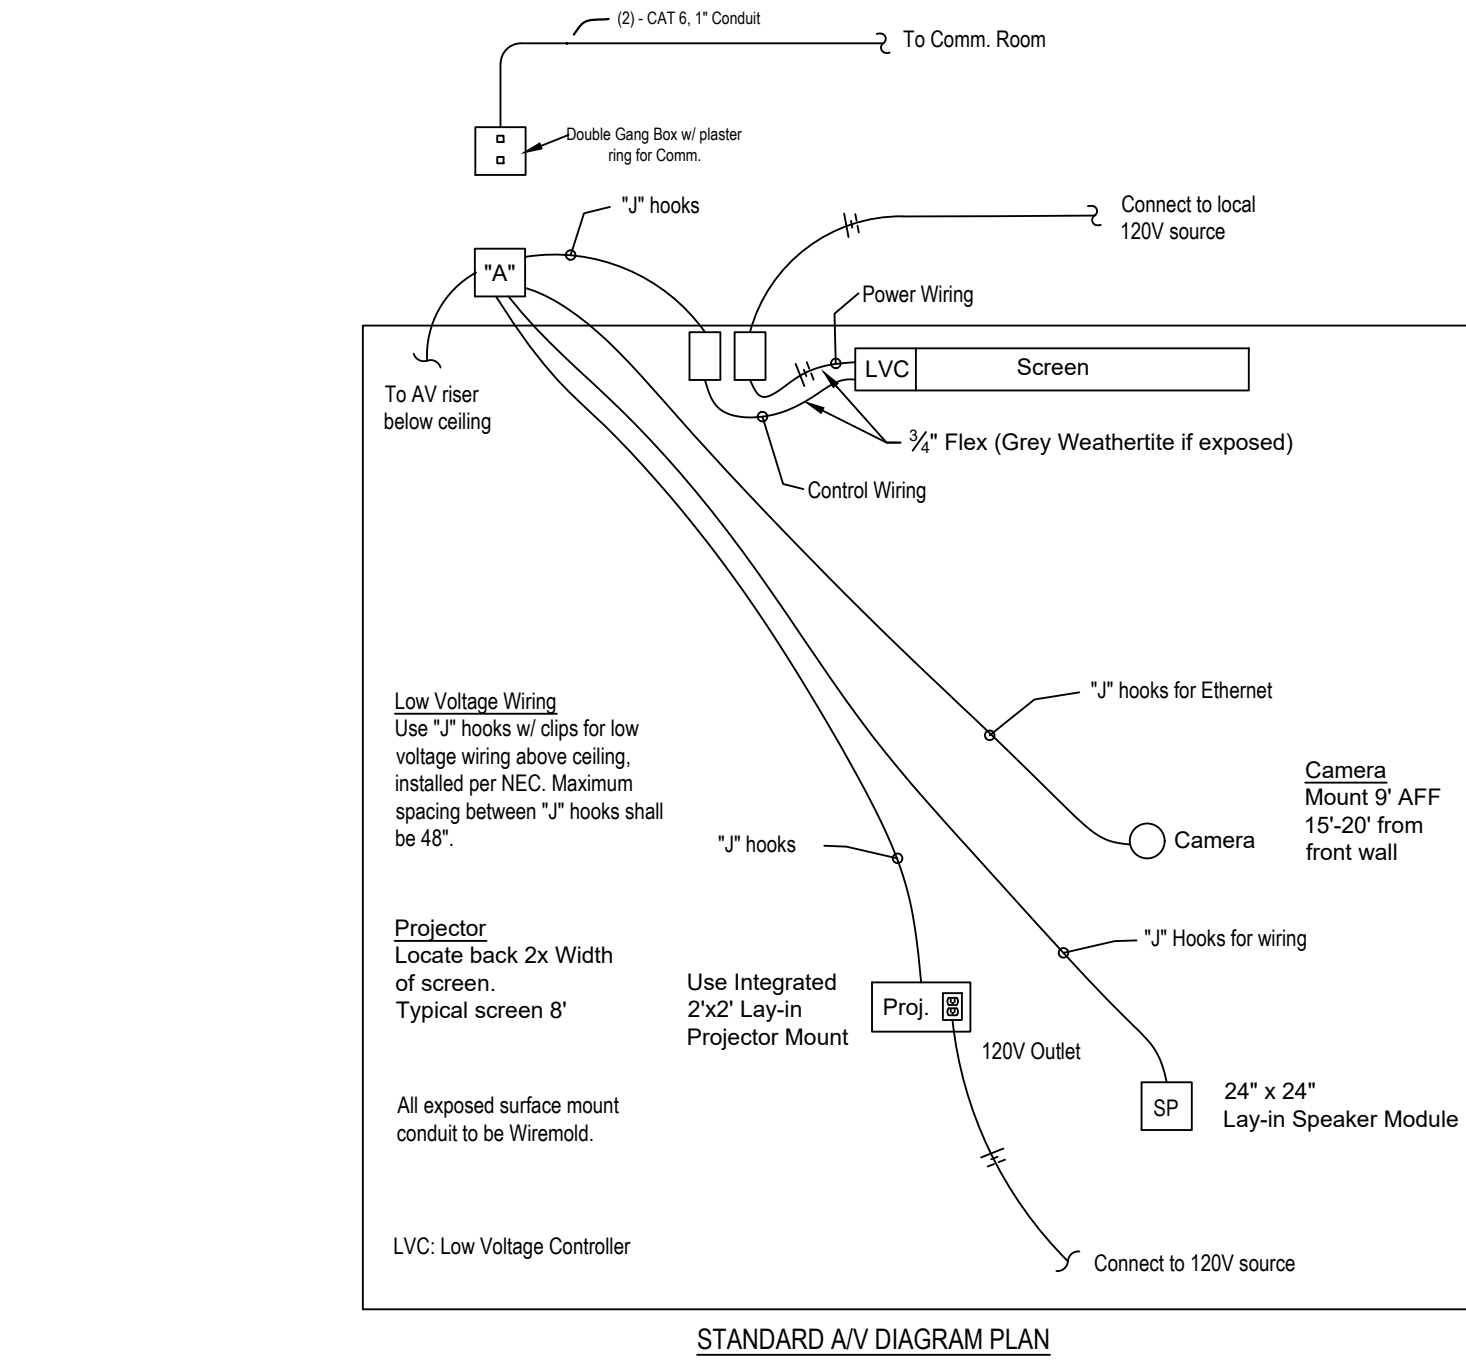 (2) - CAT 6, 1" Conduit
To Comm. Room
Double Gang Box w/ plaster
ring for Comm.
"J" hooks
Connect to local
120V source
"A"
Power Wiring
LVC
Screen
To AV riser
below ceiling
¾" Flex (Grey Weathertite if exposed)
Control Wiring
"J" hooks for Ethernet
Low Voltage Wiring
Use "J" hooks w/ clips for low
voltage wiring above ceiling,
installed per NEC. Maximum
spacing between "J" hooks shall
be 48".
Camera
Mount 9' AFF
15'-20' from
front wall
"J" hooks
Camera
Projector
Locate back 2x Width
of screen.
Typical screen 8'
"J" Hooks for wiring
Use Integrated
2'x2' Lay-in
Projector Mount
Proj.
120V Outlet
SP
24" x 24"
Lay-in Speaker Module
All exposed surface mount
conduit to be Wiremold.
LVC: Low Voltage Controller
Connect to 120V source
STANDARD A/V DIAGRAM PLAN